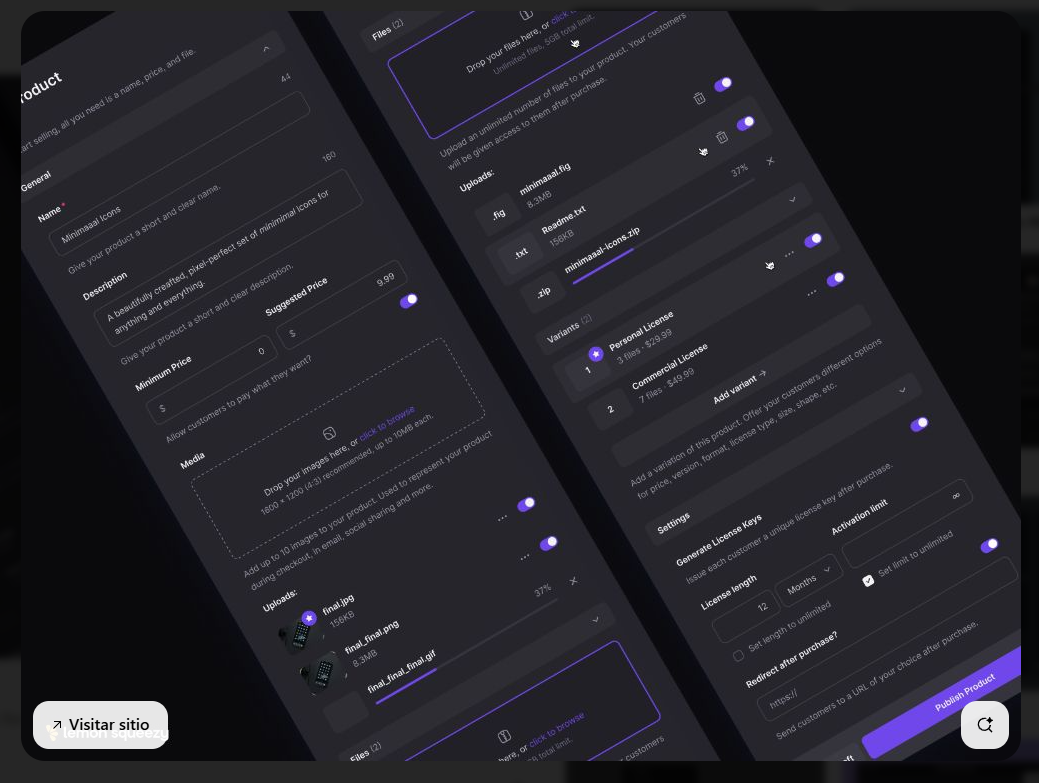 roduct
art selling, all you need is a name, price, and file.
General
44
Name *
Minimaaal Icons
Give your product a short and clear name.
160
Description
A beautifully crafted, pixel-perfect set of minimimal icons for
anything and everything.
Give your product a short and clear description.
Minimum Price
$
0
Suggested Price
$
9.99
Allow customers to pay what they want?
Media
Drop your images here, or click to browse
1600 × 1200 (4:3) recommended, up to 10MB each.
Add up to 10 images to your product. Used to represent your product
during checkout, in email, social sharing and more.
Uploads:
final.jpg
156KB
final_final.png
8.3MB
final_final_final.gif
37%
Files (2)
here, or click to browse
GB total limit.
customers
Files (2)
Drop your files here, or click
Unlimited files, 5GB total limit.
Upload an unlimited number of files to your product. Your customers
will be given access to them after purchase.
Uploads:
.fig
minimaaal.fig
8.3MB
.txt
Readme.txt
156KB
.zip
minimaaal-icons.zip
37%
Variants (2)
1
Personal License
3 files · $29.99
2
Commercial License
7 files · $49.99
Add variant →
Add a variation of this product. Offer your customers different options
for price, version, format, license type, size, shape, etc.
Settings
Generate License Keys
Issue each customer a unique license key after purchase.
License length
12
Months
Activation limit
∞
Set length to unlimited
Set limit to unlimited
Redirect after purchase?
https://
Send customers to a URL of your choice after purchase.
Publish Product
Visitar sitio
lemon squeezy